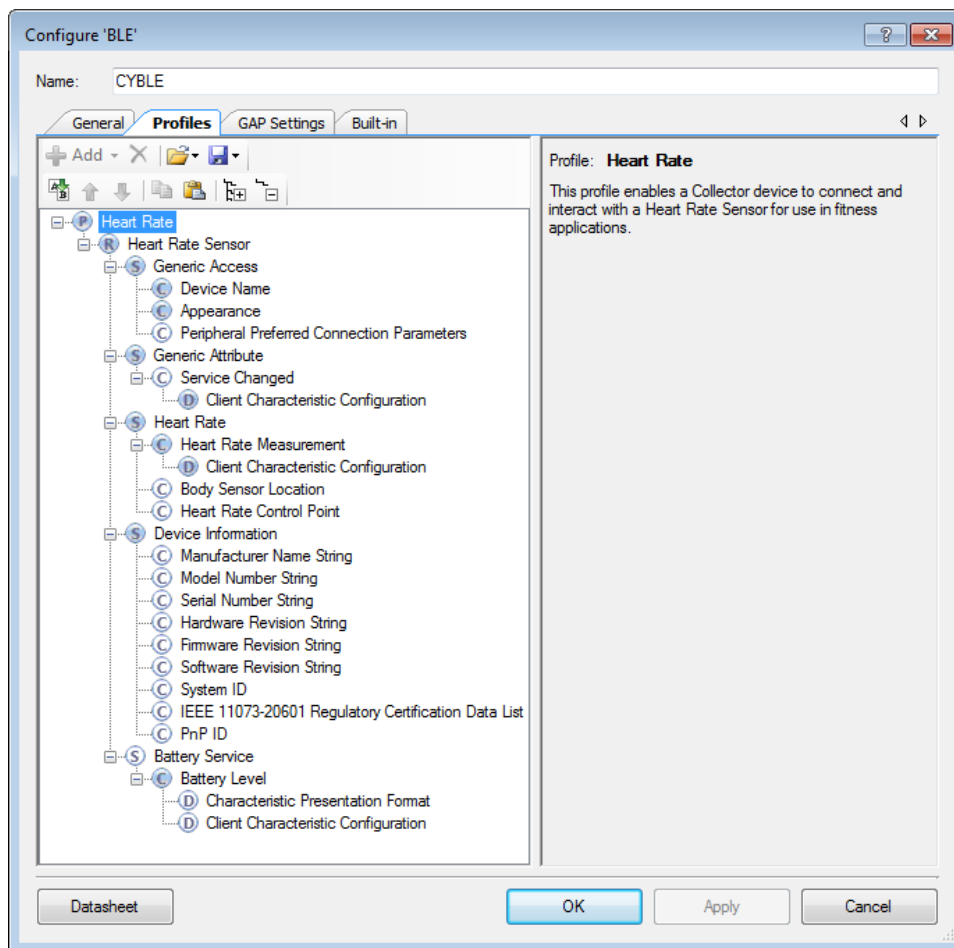 Configure 'BLE'
?
Name: CYBLE
General Profiles GAP Settings Built-in
Add
Profile: Heart Rate
This profile enables a Collector device to connect and
interact with a Heart Rate Sensor for use in fitness
applications.
P Heart Rate
R Heart Rate Sensor
S Generic Access
C Device Name
C Appearance
C Peripheral Preferred Connection Parameters
S Generic Attribute
C Service Changed
D Client Characteristic Configuration
S Heart Rate
C Heart Rate Measurement
D Client Characteristic Configuration
C Body Sensor Location
C Heart Rate Control Point
S Device Information
C Manufacturer Name String
C Model Number String
C Serial Number String
C Hardware Revision String
C Firmware Revision String
C Software Revision String
C System ID
C IEEE 11073-20601 Regulatory Certification Data List
C PnP ID
S Battery Service
C Battery Level
D Characteristic Presentation Format
D Client Characteristic Configuration
Datasheet OK Apply Cancel